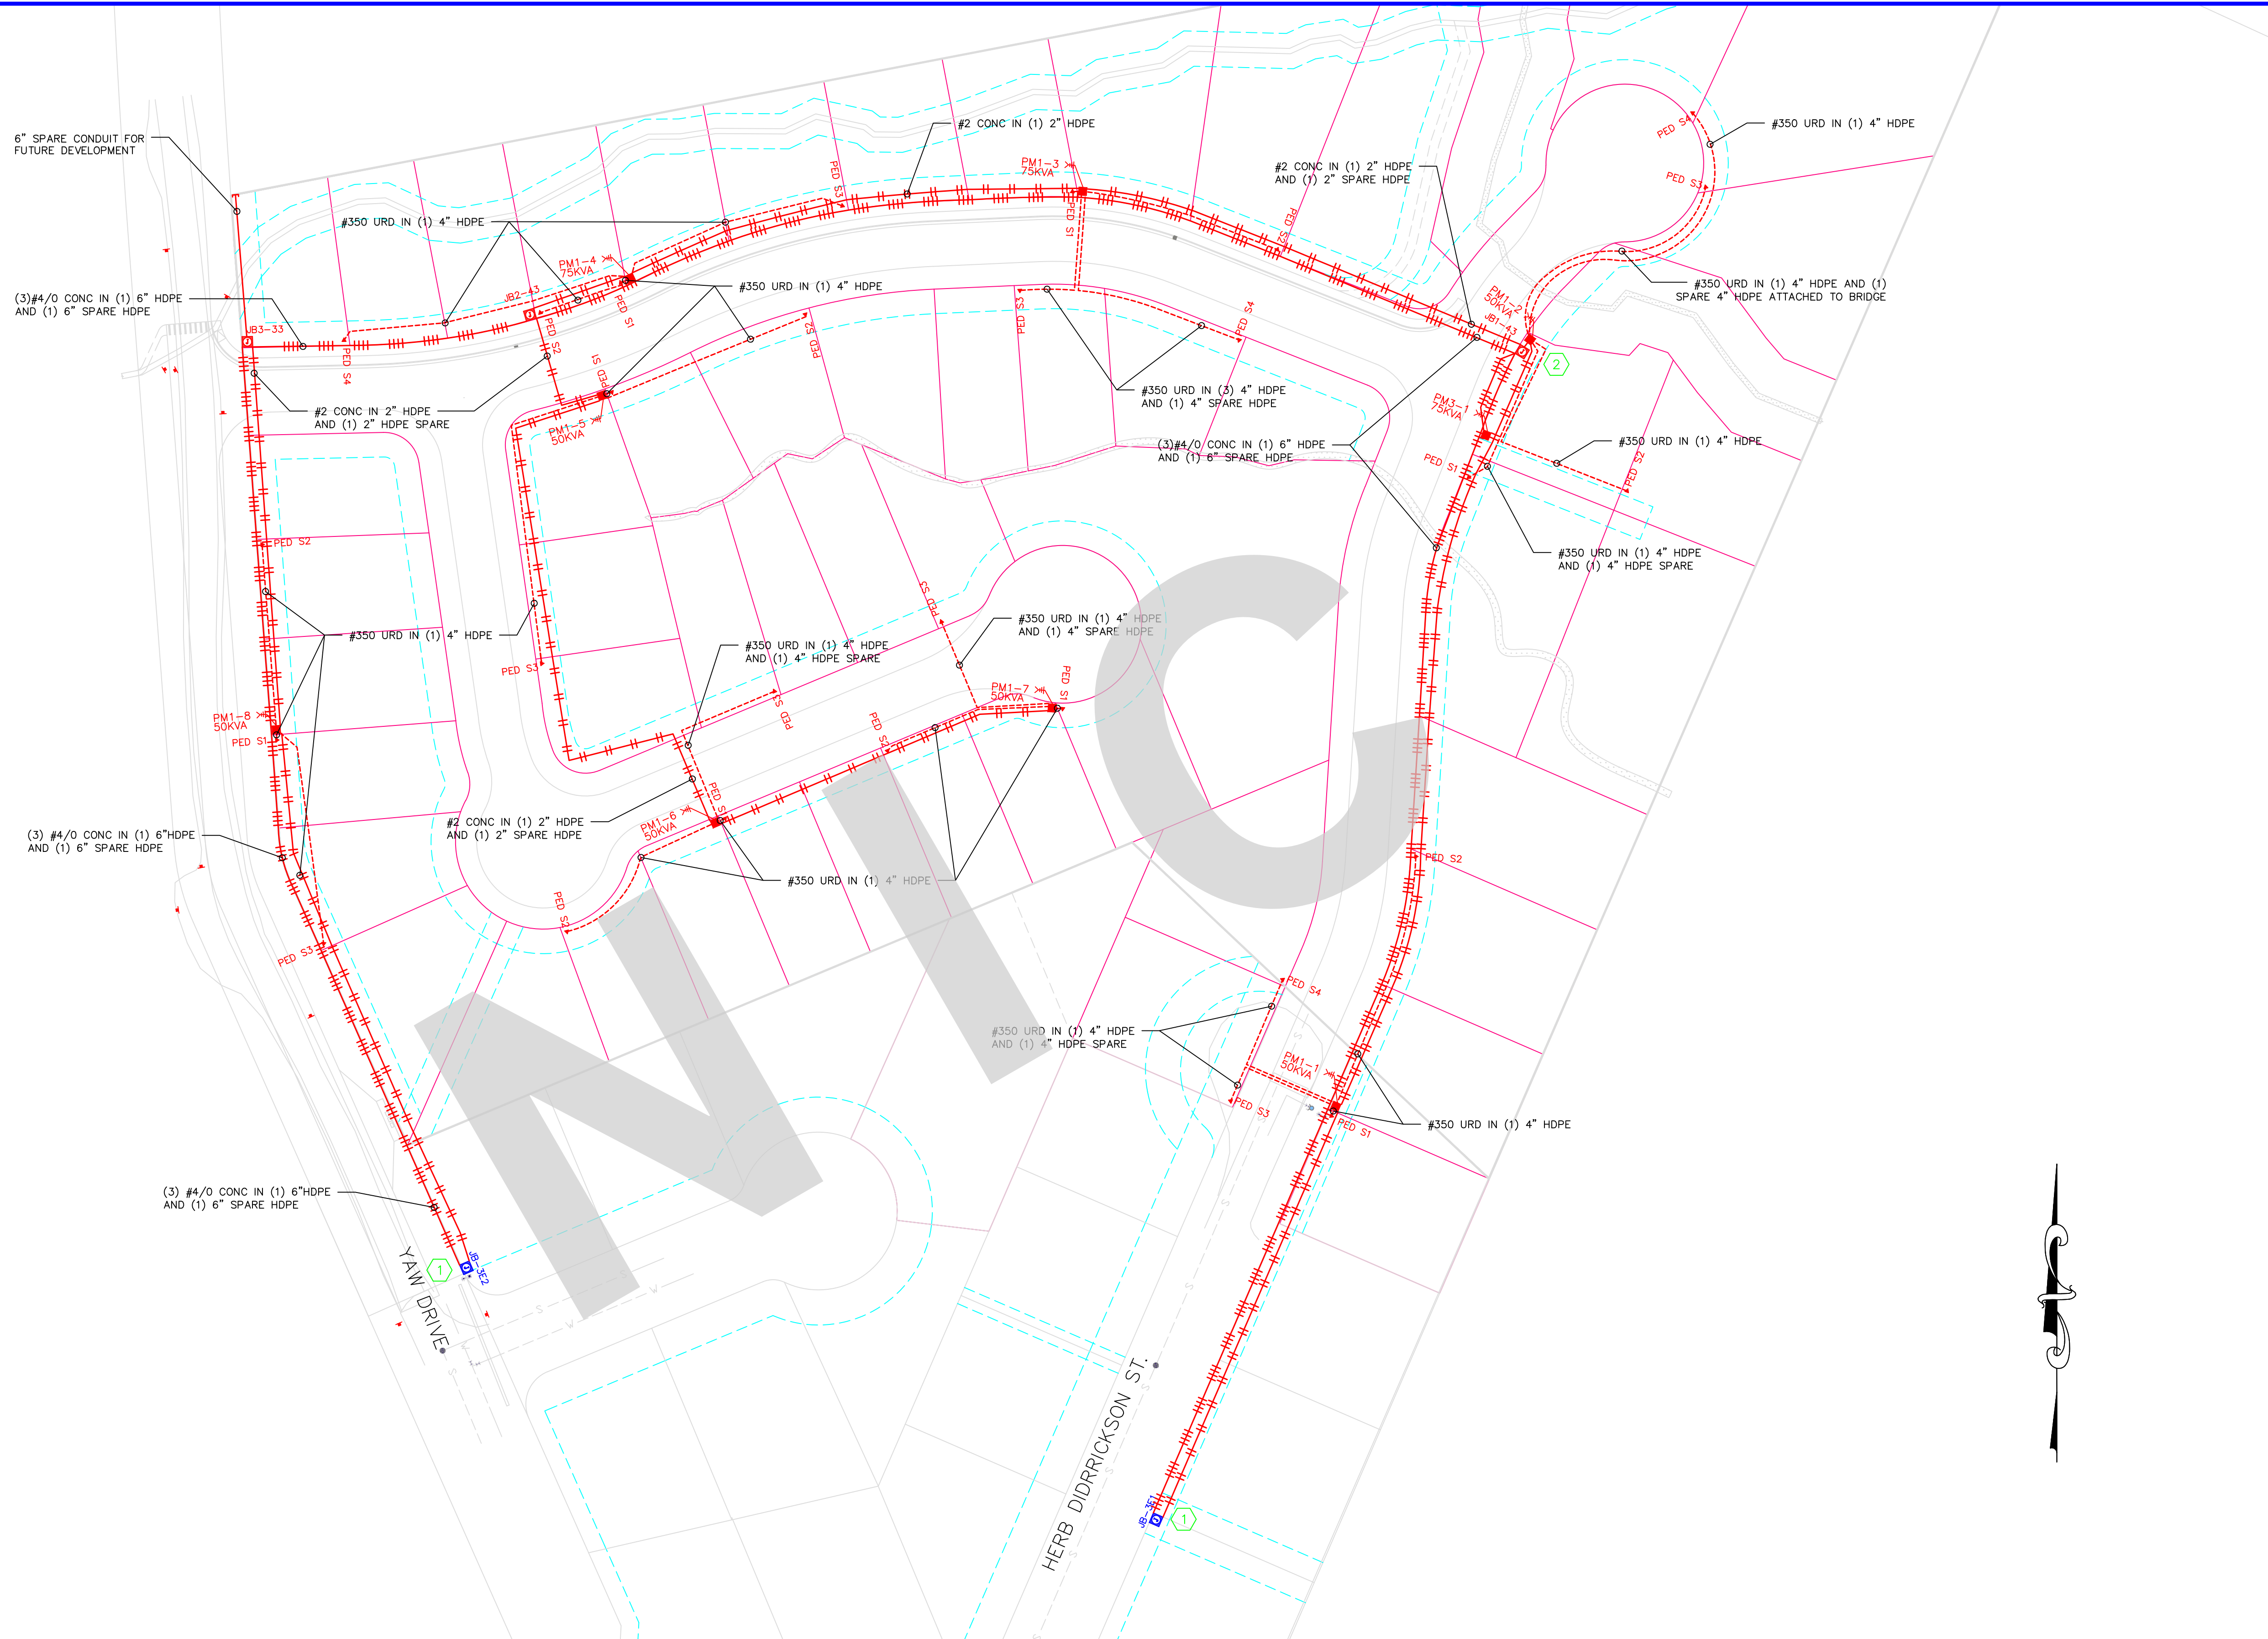 6" SPARE CONDUIT FOR
FUTURE DEVELOPMENT
#2 CONC IN (1) 2" HDPE
#350 URD IN (1) 4" HDPE
PED S4
PED S3
#2 CONC IN (1) 2" HDPE
AND (1) 2" SPARE HDPE
PM1-3
75KVA
PED S3
PED S1
PED S2
#350 URD IN (1) 4" HDPE
PM1-4
75KVA
PED S1
#350 URD IN (1) 4" HDPE
(3)#4/0 CONC IN (1) 6" HDPE
AND (1) 6" SPARE HDPE
JB2-43
JB3-33
PED S4
PED S2
PED S2
PED S1
PED S3
PED S4
#350 URD IN (1) 4" HDPE AND (1)
SPARE 4" HDPE ATTACHED TO BRIDGE
PM1-2
50KVA
JB1-43
2
#2 CONC IN 2" HDPE
AND (1) 2" HDPE SPARE
PM1-5
50KVA
#350 URD IN (3) 4" HDPE
AND (1) 4" SPARE HDPE
PM3-1
75KVA
(3)#4/0 CONC IN (1) 6" HDPE
AND (1) 6" SPARE HDPE
#350 URD IN (1) 4" HDPE
PED S1
PED S2
PED S2
#350 URD IN (1) 4" HDPE
AND (1) 4" HDPE SPARE
#350 URD IN (1) 4" HDPE
PED S3
#350 URD IN (1) 4" HDPE
AND (1) 4" SPARE HDPE
#350 URD IN (1) 4" HDPE
AND (1) 4" HDPE SPARE
PED S3
PM1-7
50KVA
PED S1
PED S3
PED S2
PM1-8
50KVA
PED S1
PED S1
PM1-6
50KVA
#2 CONC IN (1) 2" HDPE
AND (1) 2" SPARE HDPE
(3) #4/0 CONC IN (1) 6"HDPE
AND (1) 6" SPARE HDPE
#350 URD IN (1) 4" HDPE
PED S2
PED S2
PED S3
PED S4
#350 URD IN (1) 4" HDPE
AND (1) 4" HDPE SPARE
PM1-1
50KVA
PED S3
PED S1
#350 URD IN (1) 4" HDPE
(3) #4/0 CONC IN (1) 6"HDPE
AND (1) 6" SPARE HDPE
JB-3E2
1
YAW DRIVE
HERB DIDRRICKSON ST.
JB-3E1
1
NIC